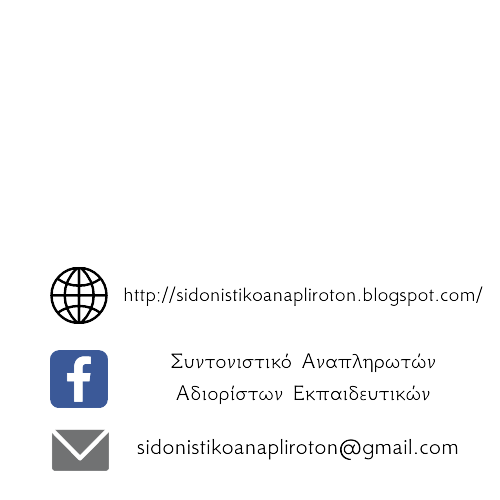 http://sidonistikoanapliroton.blogspot.com/
Συντονιστικό Αναπληρωτών
Αδιορίστων Εκπαιδευτικών
sidonistikoanapliroton@gmail.com